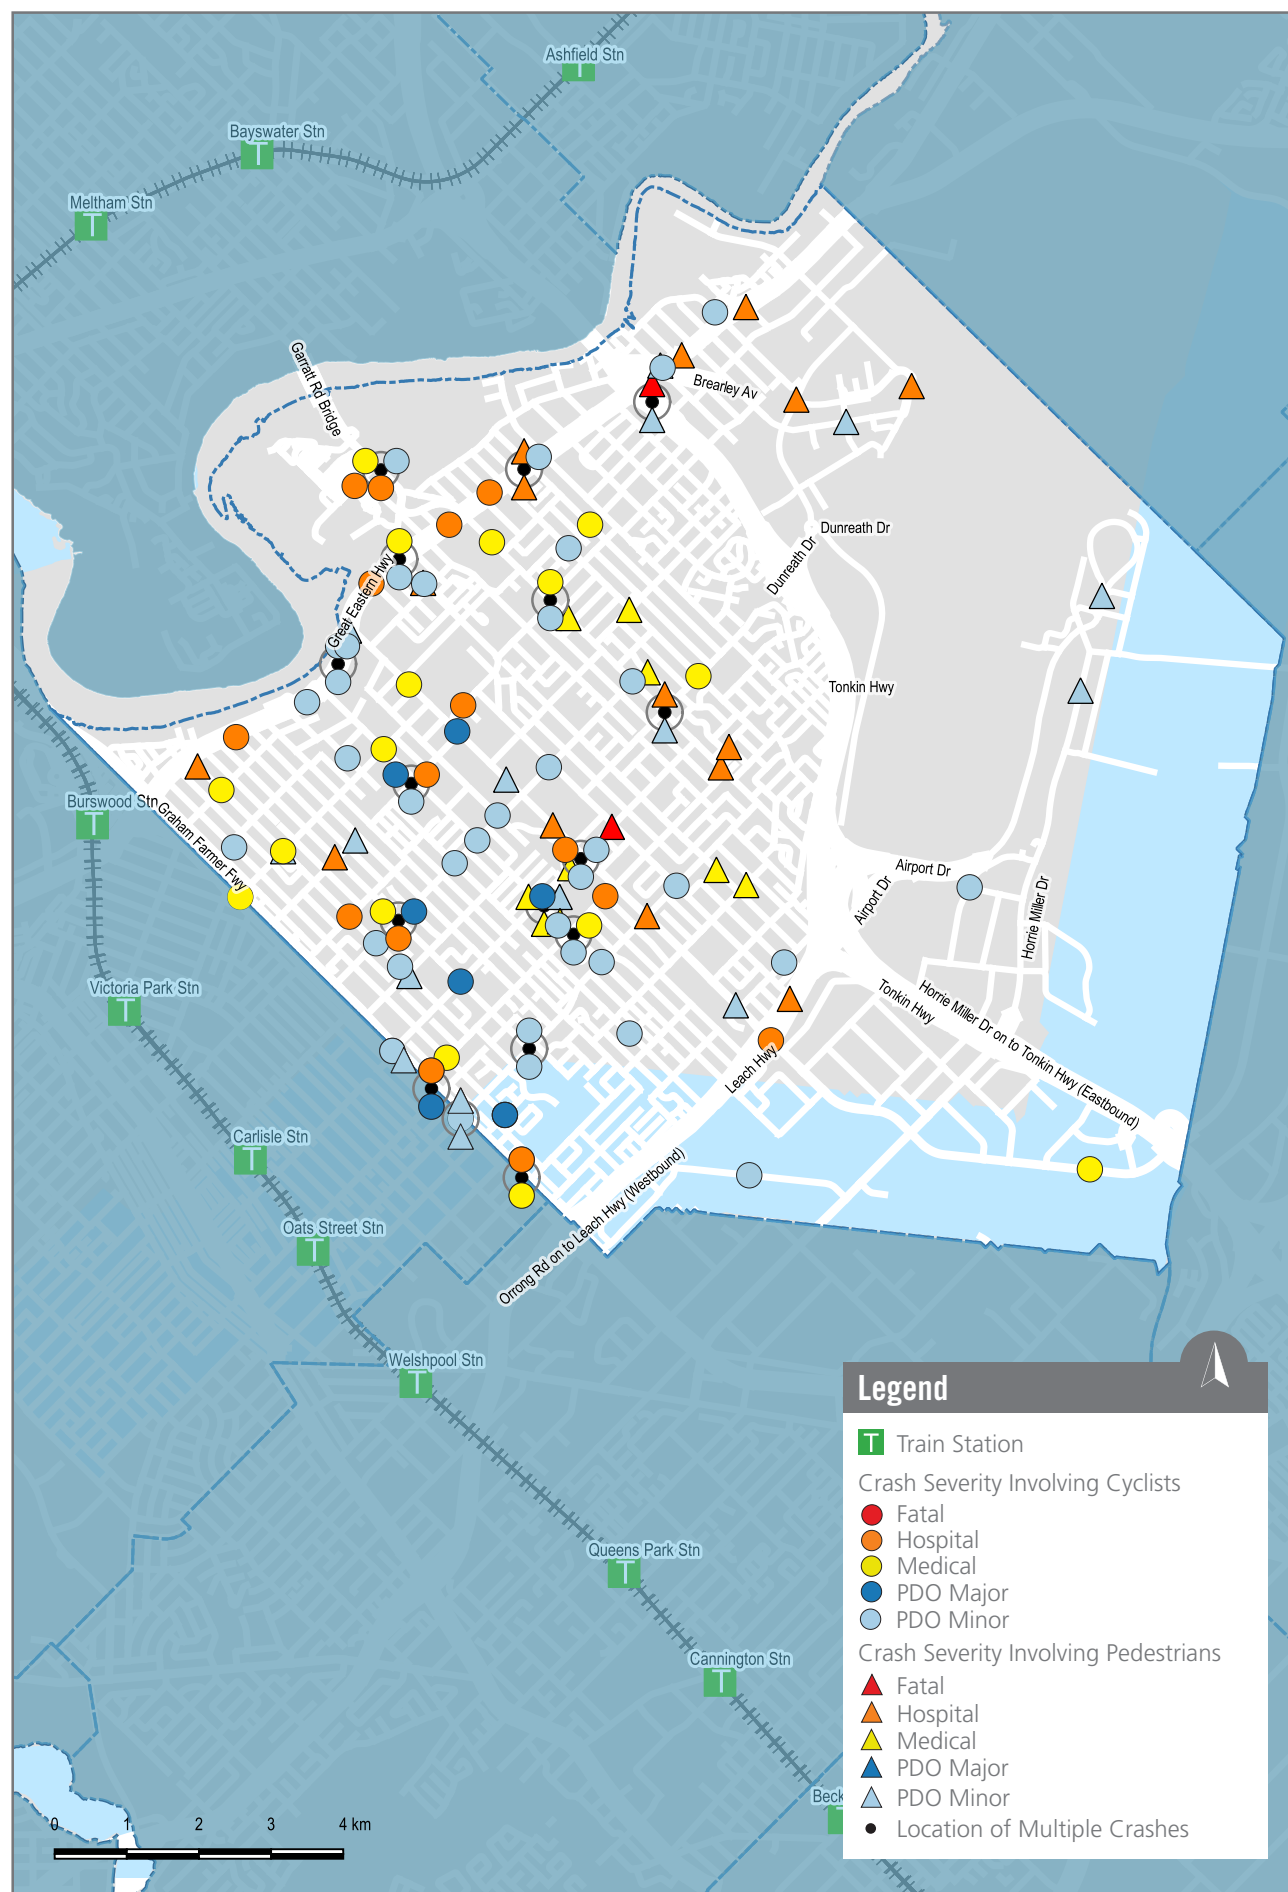 Ashfield Stn
T
Bayswater Stn
T
Meltham Stn
T
Garratt Rd Bridge
Brearley Av
Dunreath Dr
Dunreath Dr
Great Eastern Hwy
Tonkin Hwy
Burswood Stn
T
Graham Farmer Fwy
Airport Dr
Airport Dr
Horrie Miller Dr
Victoria Park Stn
T
Tonkin Hwy
Horrie Miller Dr on to Tonkin Hwy (Eastbound)
Leach Hwy
Carlisle Stn
T
Orrong Rd on to Leach Hwy (Westbound)
Oats Street Stn
T
Welshpool Stn
T
Queens Park Stn
T
Cannington Stn
T
Beck
0 1 2 3 4 km
Legend
T Train Station
Crash Severity Involving Cyclists
Fatal
Hospital
Medical
PDO Major
PDO Minor
Crash Severity Involving Pedestrians
Fatal
Hospital
Medical
PDO Major
PDO Minor
Location of Multiple Crashes